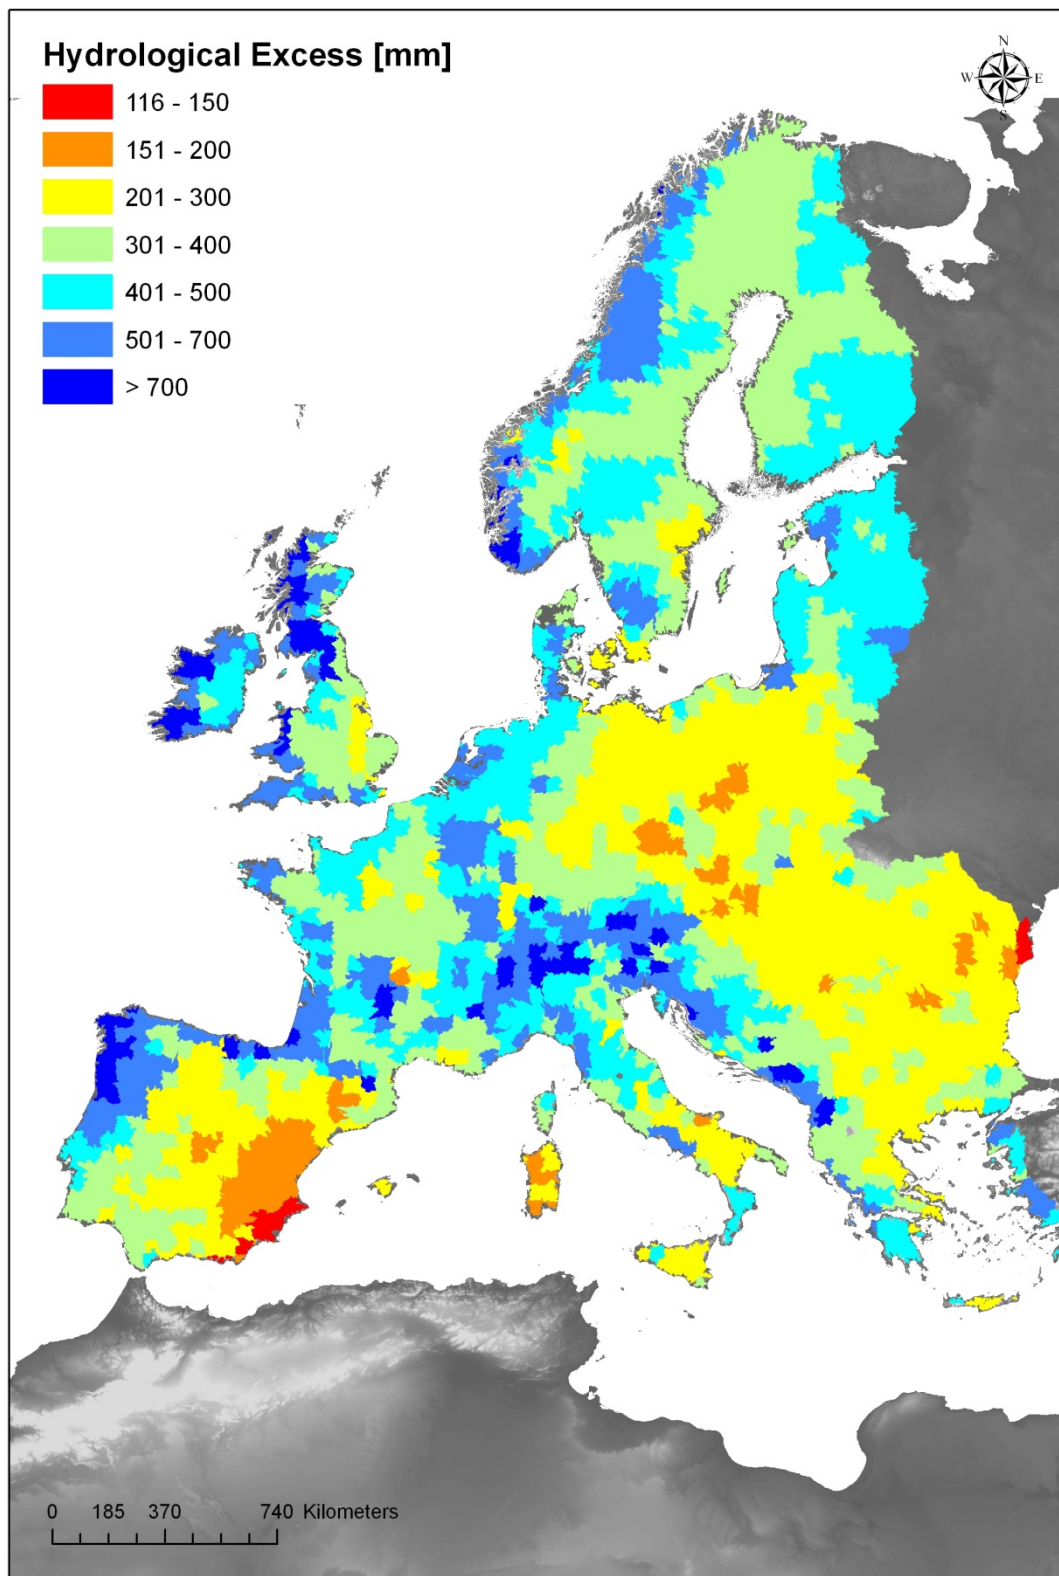 Hydrological Excess [mm]
116 - 150
151 - 200
201 - 300
301 - 400
401 - 500
501 - 700
> 700
N
W E
S
0 185 370 740 Kilometers